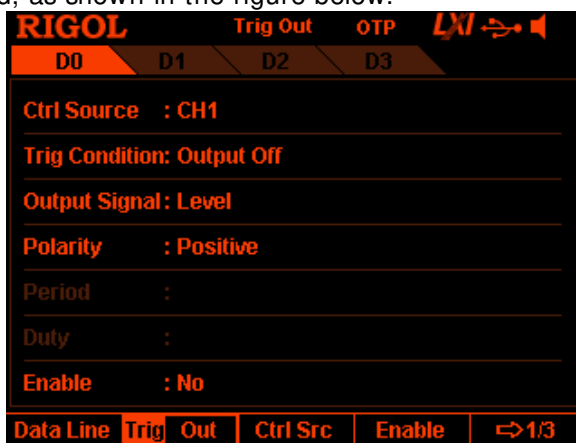 d, as shown in the figure below.
RIGOL Trig Out OTP LXI
D0 D1 D2 D3
Ctrl Source : CH1
Trig Condition: Output Off
Output Signal: Level
Polarity : Positive
Period :
Duty :
Enable : No
Data Line Trig Out Ctrl Src Enable ⇨1/3